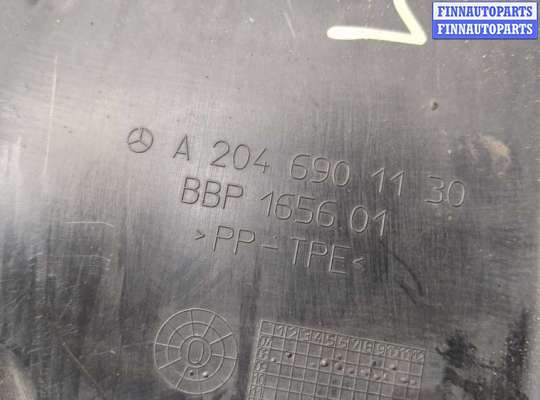 FINNAUTOPARTS
FINNAUTOPARTS
A 204 690 11 30
BBP 1656 01
>PP-TPE<